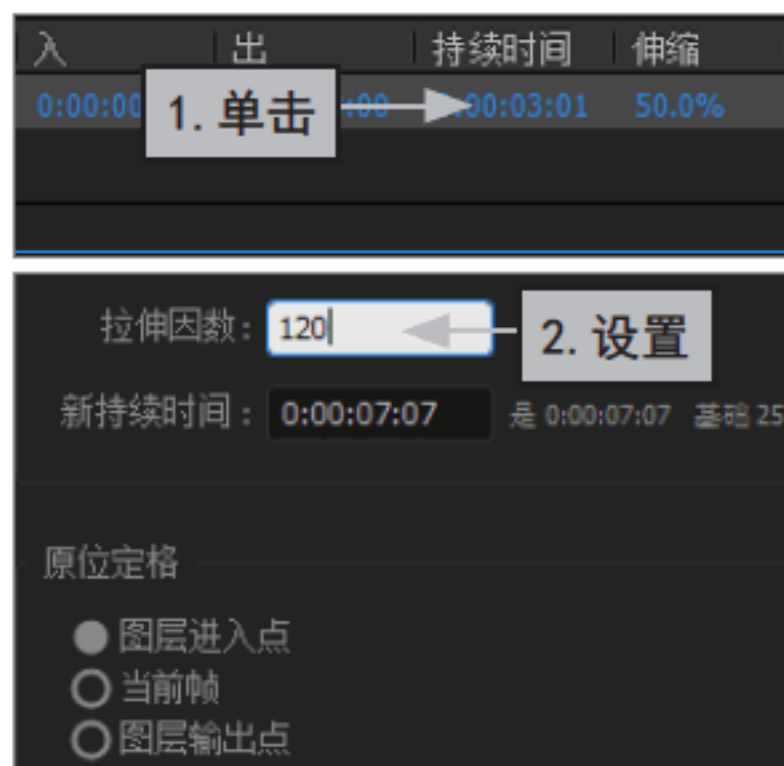 入 出 持续时间 伸缩
0:00:00 1. 单击 :00 :00:03:01 50.0%
拉伸因数: 120 2. 设置
新持续时间: 0:00:07:07 是 0:00:07:07 基础 25
原位定格
图层进入点
当前帧
图层输出点